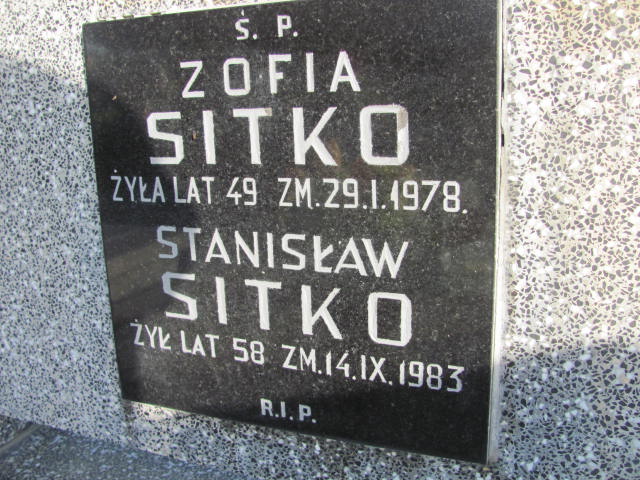 Ś. P.
ZOFIA
SITKO
ŻYŁA LAT 49 ZM. 29.I.1978.
STANISŁAW
SITKO
ŻYŁ LAT 58 ZM. 14.IX.1983
R.I.P.